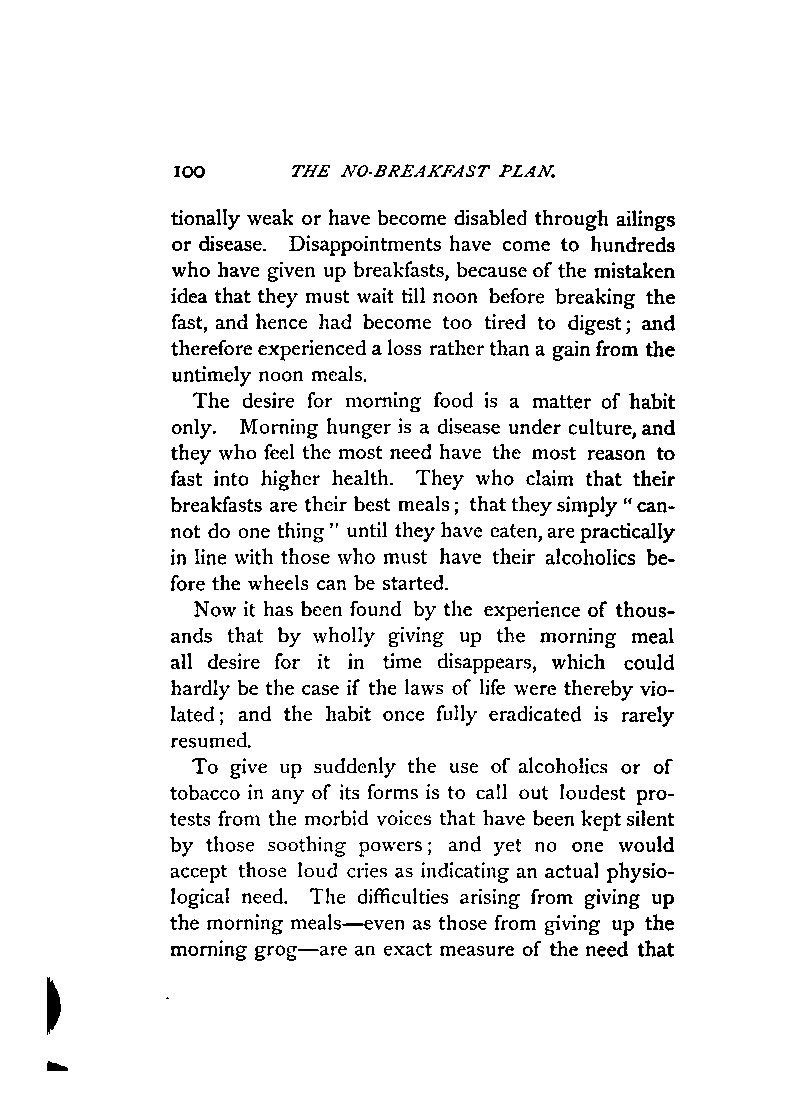 100 THE NO-BREAKFAST PLAN.
tionally weak or have become disabled through ailings
or disease. Disappointments have come to hundreds
who have given up breakfasts, because of the mistaken
idea that they must wait till noon before breaking the
fast, and hence had become too tired to digest; and
therefore experienced a loss rather than a gain from the
untimely noon meals.
The desire for morning food is a matter of habit
only. Morning hunger is a disease under culture, and
they who feel the most need have the most reason to
fast into higher health. They who claim that their
breakfasts are their best meals; that they simply "can-
not do one thing" until they have eaten, are practically
in line with those who must have their alcoholics be-
fore the wheels can be started.
Now it has been found by the experience of thous-
ands that by wholly giving up the morning meal
all desire for it in time disappears, which could
hardly be the case if the laws of life were thereby vio-
lated; and the habit once fully eradicated is rarely
resumed.
To give up suddenly the use of alcoholics or of
tobacco in any of its forms is to call out loudest pro-
tests from the morbid voices that have been kept silent
by those soothing powers; and yet no one would
accept those loud cries as indicating an actual physio-
logical need. The difficulties arising from giving up
the morning meals—even as those from giving up the
morning grog—are an exact measure of the need that